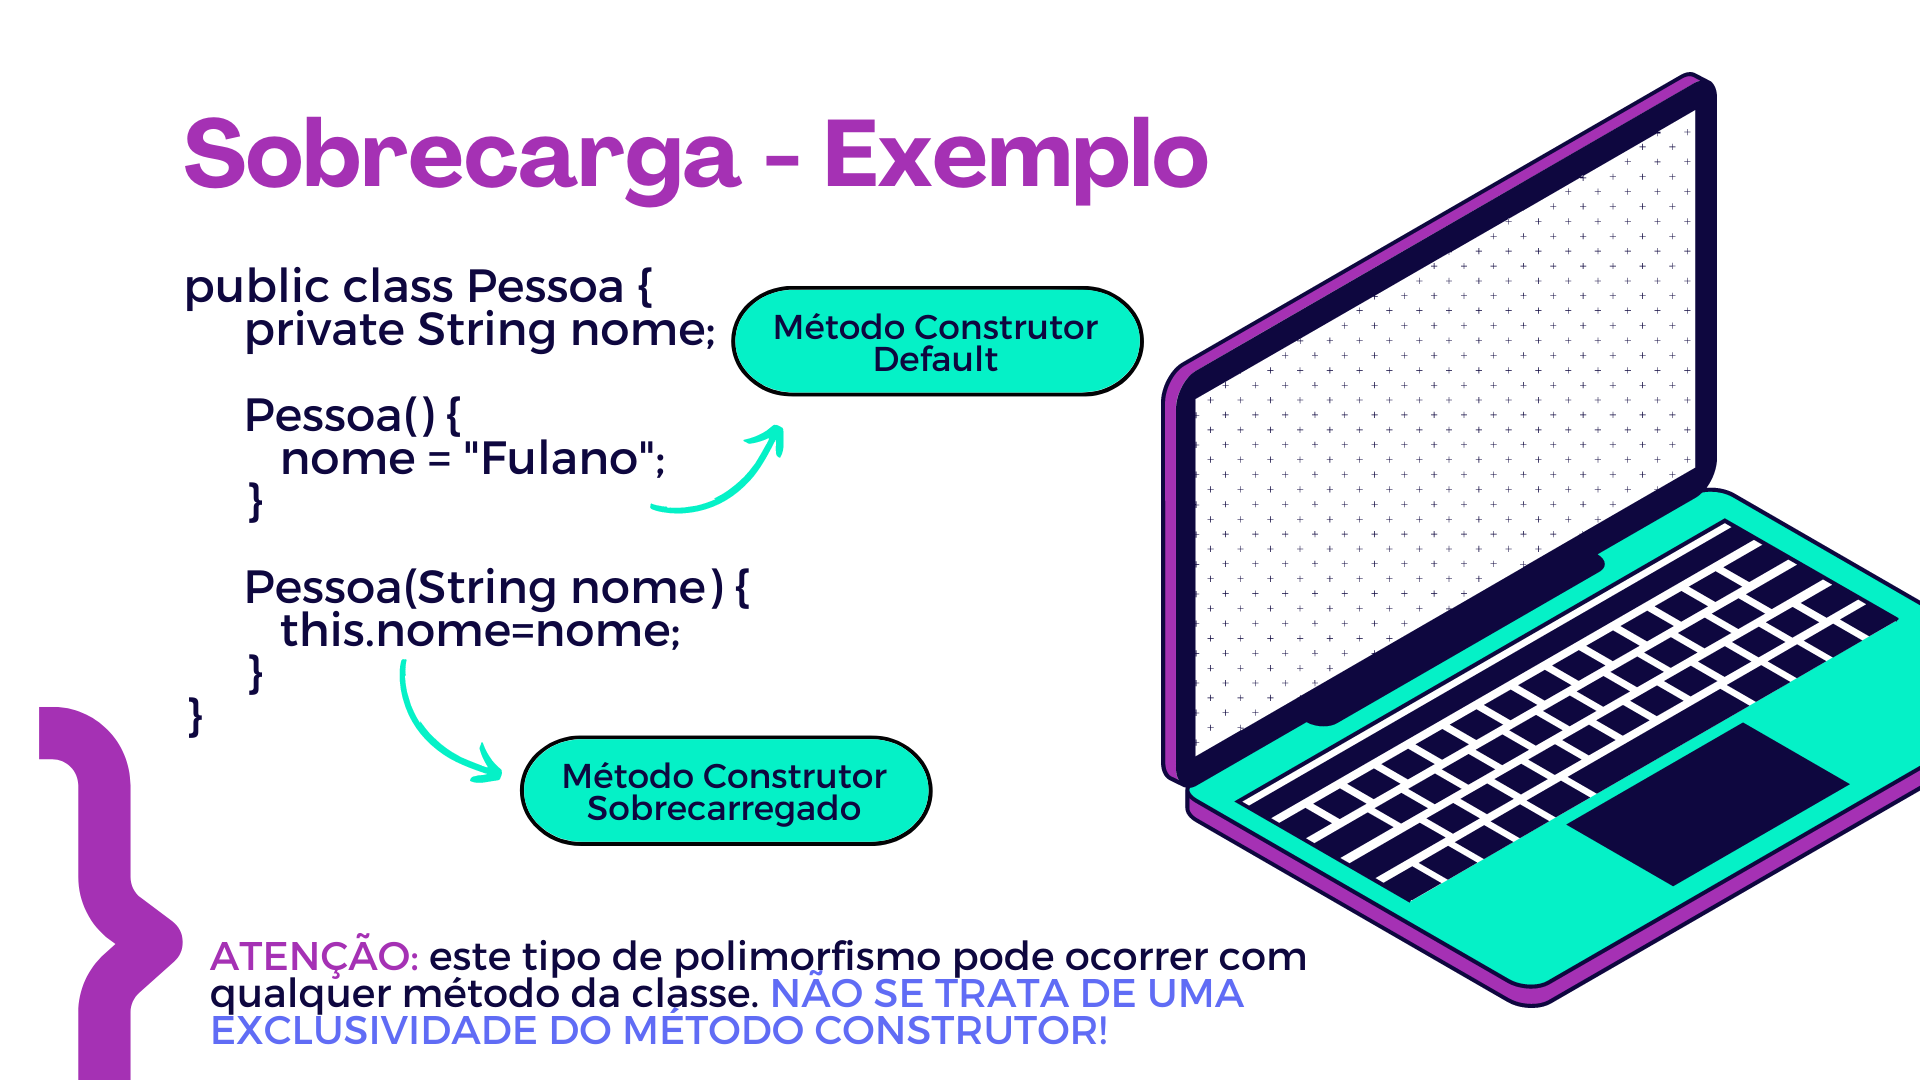 Sobrecarga - Exemplo
public class Pessoa {
private String nome;
Método Construtor
Default
Pessoa() {
nome = "Fulano";
}
Pessoa(String nome) {
this.nome=nome;
}
}
Método Construtor
Sobrecarregado
ATENÇÃO: este tipo de polimorfismo pode ocorrer com
qualquer método da classe. NÃO SE TRATA DE UMA
EXCLUSIVIDADE DO MÉTODO CONSTRUTOR!